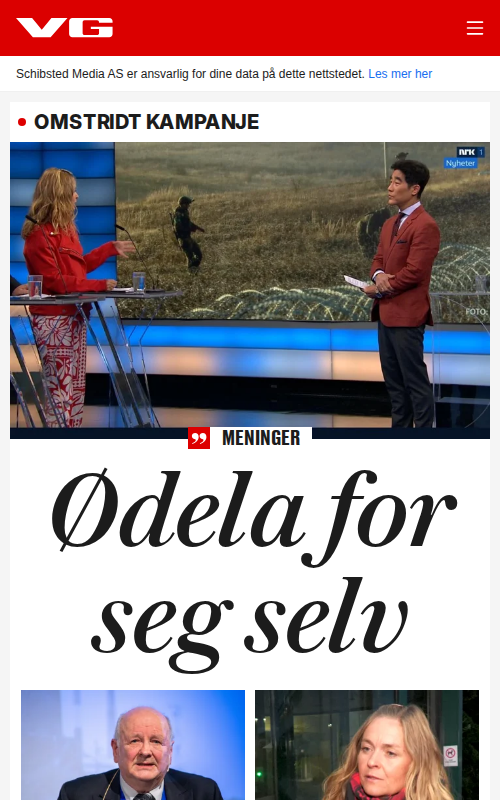 VG
Schibsted Media AS er ansvarlig for dine data på dette nettstedet. Les mer her
OMSTRIDT KAMPANJE
NRK 1
Nyheter
FOTO:
MENINGER
Ødela for
seg selv